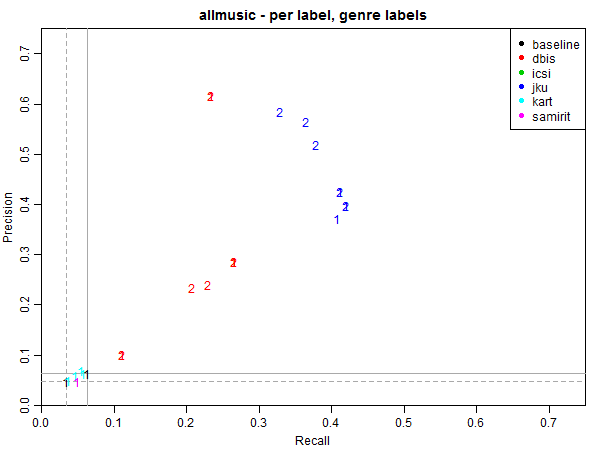 allmusic - per label, genre labels
baseline
dbis
icsi
jku
kart
samirit
0.7
0.6
0.5
0.4
0.3
0.2
0.1
0.0
Precision
2
2
2
2
2
2
1
2
2
2
2
1
1
1
1
0.0 0.1 0.2 0.3 0.4 0.5 0.6 0.7
Recall